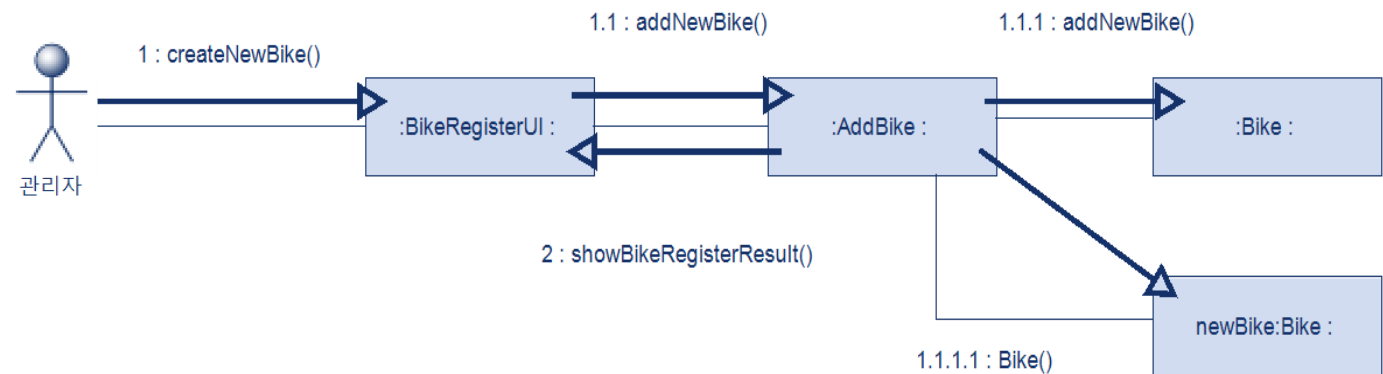 1.1 : addNewBike()
1.1.1 : addNewBike()
1 : createNewBike()
:BikeRegisterUI :
:AddBike :
:Bike :
관리자
2 : showBikeRegisterResult()
newBike:Bike :
1.1.1.1 : Bike()